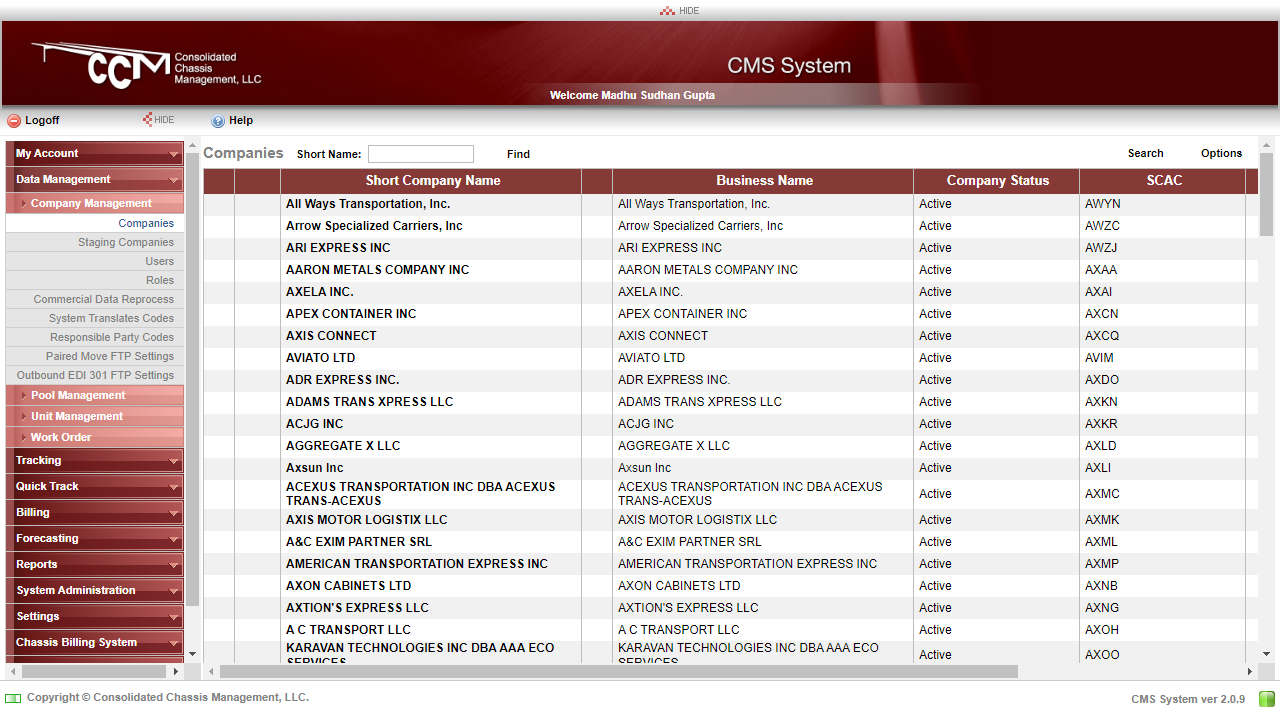 HIDE
CCM Consolidated
Chassis
Management, LLC
CMS System
Welcome Madhu Sudhan Gupta
Logoff HIDE Help
My Account
Data Management
Company Management
Companies
Staging Companies
Users
Roles
Commercial Data Reprocess
System Translates Codes
Responsible Party Codes
Paired Move FTP Settings
Outbound EDI 301 FTP Settings
Pool Management
Unit Management
Work Order
Tracking
Quick Track
Billing
Forecasting
Reports
System Administration
Settings
Chassis Billing System
Companies Short Name: Find Search Options
Short Company Name Business Name Company Status SCAC
All Ways Transportation, Inc. All Ways Transportation, Inc. Active AWYN
Arrow Specialized Carriers, Inc Arrow Specialized Carriers, Inc Active AWZC
ARI EXPRESS INC ARI EXPRESS INC Active AWZJ
AARON METALS COMPANY INC AARON METALS COMPANY INC Active AXAA
AXELA INC. AXELA INC. Active AXAI
APEX CONTAINER INC APEX CONTAINER INC Active AXCN
AXIS CONNECT AXIS CONNECT Active AXCQ
AVIATO LTD AVIATO LTD Active AVIM
ADR EXPRESS INC. ADR EXPRESS INC. Active AXDO
ADAMS TRANS XPRESS LLC ADAMS TRANS XPRESS LLC Active AXKN
ACJG INC ACJG INC Active AXKR
AGGREGATE X LLC AGGREGATE X LLC Active AXLD
Axsun Inc Axsun Inc Active AXLI
ACEXUS TRANSPORTATION INC DBA ACEXUS ACEXUS TRANSPORTATION INC DBA ACEXUS Active AXMC
TRANS-ACEXUS TRANS-ACEXUS
AXIS MOTOR LOGISTIX LLC AXIS MOTOR LOGISTIX LLC Active AXMK
A&C EXIM PARTNER SRL A&C EXIM PARTNER SRL Active AXML
AMERICAN TRANSPORTATION EXPRESS INC AMERICAN TRANSPORTATION EXPRESS INC Active AXMP
AXON CABINETS LTD AXON CABINETS LTD Active AXNB
AXTION'S EXPRESS LLC AXTION'S EXPRESS LLC Active AXNG
A C TRANSPORT LLC A C TRANSPORT LLC Active AXOH
KARAVAN TECHNOLOGIES INC DBA AAA ECO KARAVAN TECHNOLOGIES INC DBA AAA ECO Active AXOO
SERVICES SERVICES
Copyright © Consolidated Chassis Management, LLC. CMS System ver 2.0.9